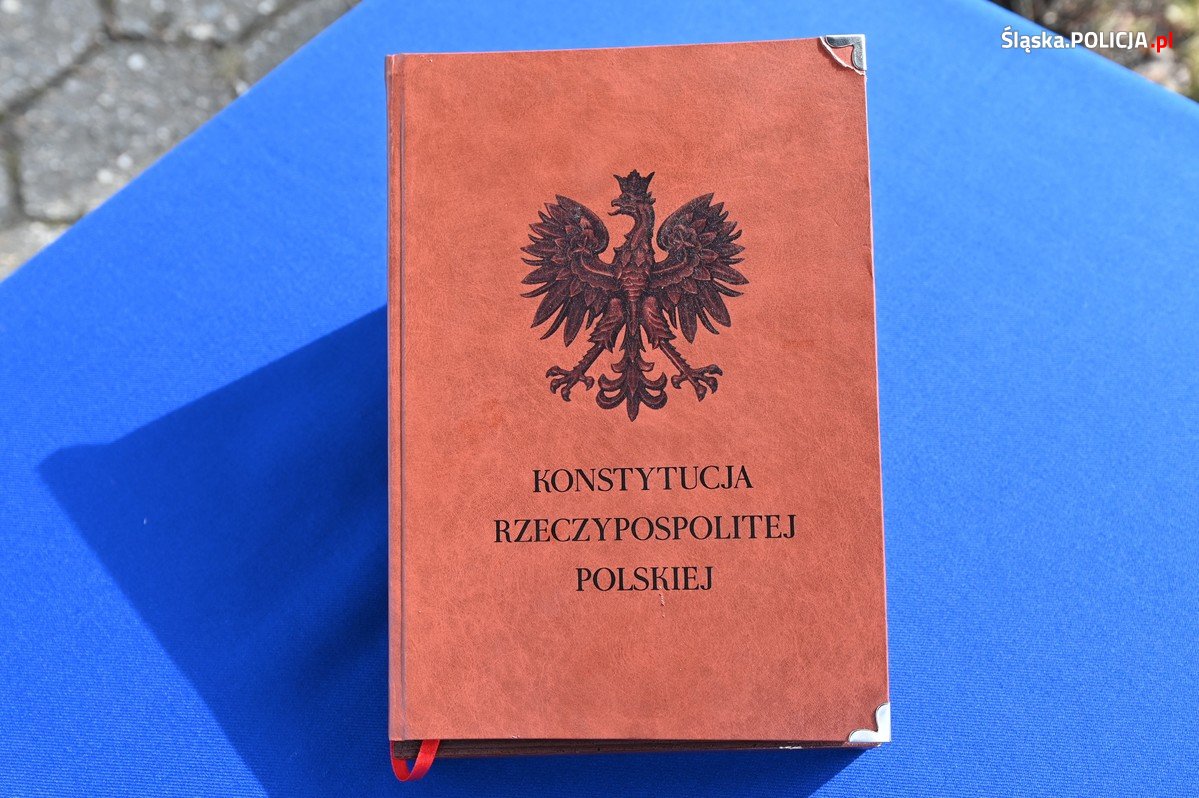 Śląska.POLICJA.pl
KONSTYTUCJA
RZECZYPOSPOLITEJ
POLSKIEJ